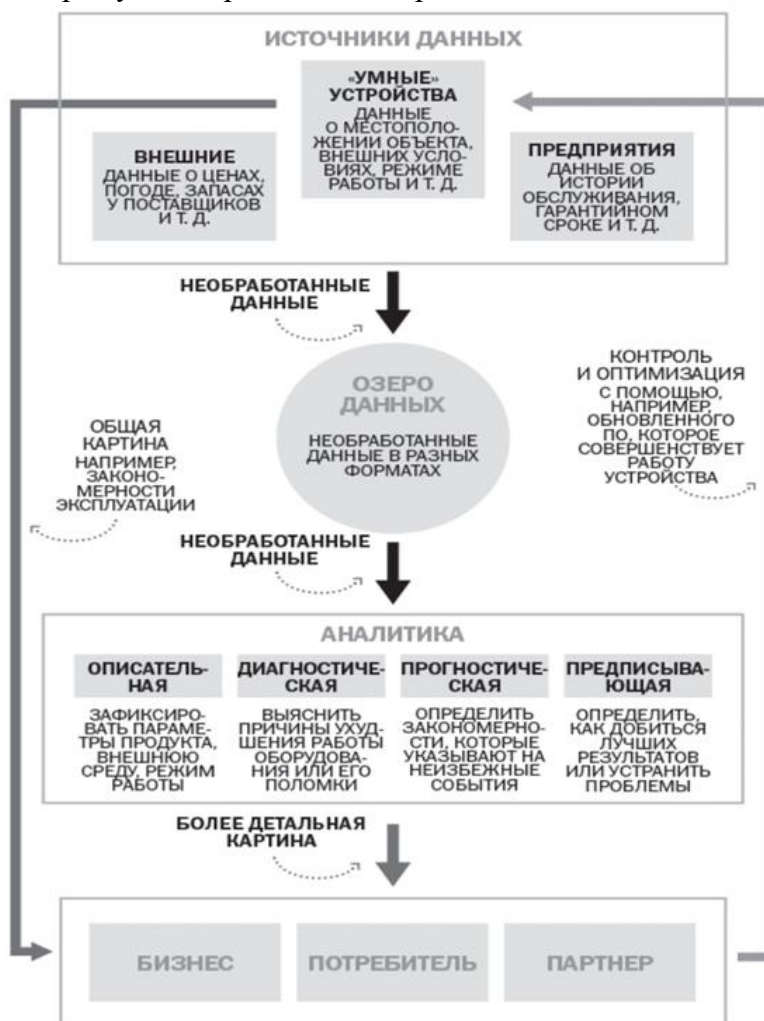 ИСТОЧНИКИ ДАННЫХ
«УМНЫЕ»
УСТРОЙСТВА
ДАННЫЕ
О МЕСТОПОЛО-
ЖЕНИИ ОБЪЕКТА,
ВНЕШНИХ УСЛО-
ВИЯХ, РЕЖИМЕ
РАБОТЫ И Т. Д.
ВНЕШНИЕ
ДАННЫЕ О ЦЕНАХ,
ПОГОДЕ, ЗАПАСАХ
У ПОСТАВЩИКОВ
И Т. Д.
ПРЕДПРИЯТИЯ
ДАННЫЕ ОБ
ИСТОРИИ
ОБСЛУЖИВАНИЯ,
ГАРАНТИЙНОМ
СРОКЕ И Т. Д.
НЕОБРАБОТАННЫЕ
ДАННЫЕ
ОЗЕРО
ДАННЫХ
НЕОБРАБОТАННЫЕ
ДАННЫЕ В РАЗНЫХ
ФОРМАТАХ
ОБЩАЯ
КАРТИНА
НАПРИМЕР,
ЗАКОНО-
МЕРНОСТИ
ЭКСПЛУАТАЦИИ
КОНТРОЛЬ
И ОПТИМИЗАЦИЯ
С ПОМОЩЬЮ,
НАПРИМЕР,
ОБНОВЛЕННОГО
ПО, КОТОРОЕ
СОВЕРШЕНСТВУЕТ
РАБОТУ
УСТРОЙСТВА
НЕОБРАБОТАННЫЕ
ДАННЫЕ
АНАЛИТИКА
ОПИСАТЕЛЬ-
НАЯ
ЗАФИКСИРО-
ВАТЬ ПАРАМЕ-
ТРЫ ПРОДУКТА,
ВНЕШНЮЮ
СРЕДУ, РЕЖИМ
РАБОТЫ
ДИАГНОСТИЧЕ-
СКАЯ
ВЫЯСНИТЬ
ПРИЧИНЫ УХУД-
ШЕНИЯ РАБОТЫ
ОБОРУДОВА-
НИЯ ИЛИ ЕГО
ПОЛОМКИ
ПРОГНОСТИЧЕ-
СКАЯ
ОПРЕДЕЛИТЬ
ЗАКОНОМЕРНО-
СТИ, КОТОРЫЕ
УКАЗЫВАЮТ НА
НЕИЗБЕЖНЫЕ
СОБЫТИЯ
ПРЕДПИСЫВА-
ЮЩАЯ
ОПРЕДЕЛИТЬ,
КАК ДОБИТЬСЯ
ЛУЧШИХ
РЕЗУЛЬТАТОВ
ИЛИ УСТРАНИТЬ
ПРОБЛЕМЫ
БОЛЕЕ ДЕТАЛЬНАЯ
КАРТИНА
БИЗНЕС
ПОТРЕБИТЕЛЬ
ПАРТНЕР